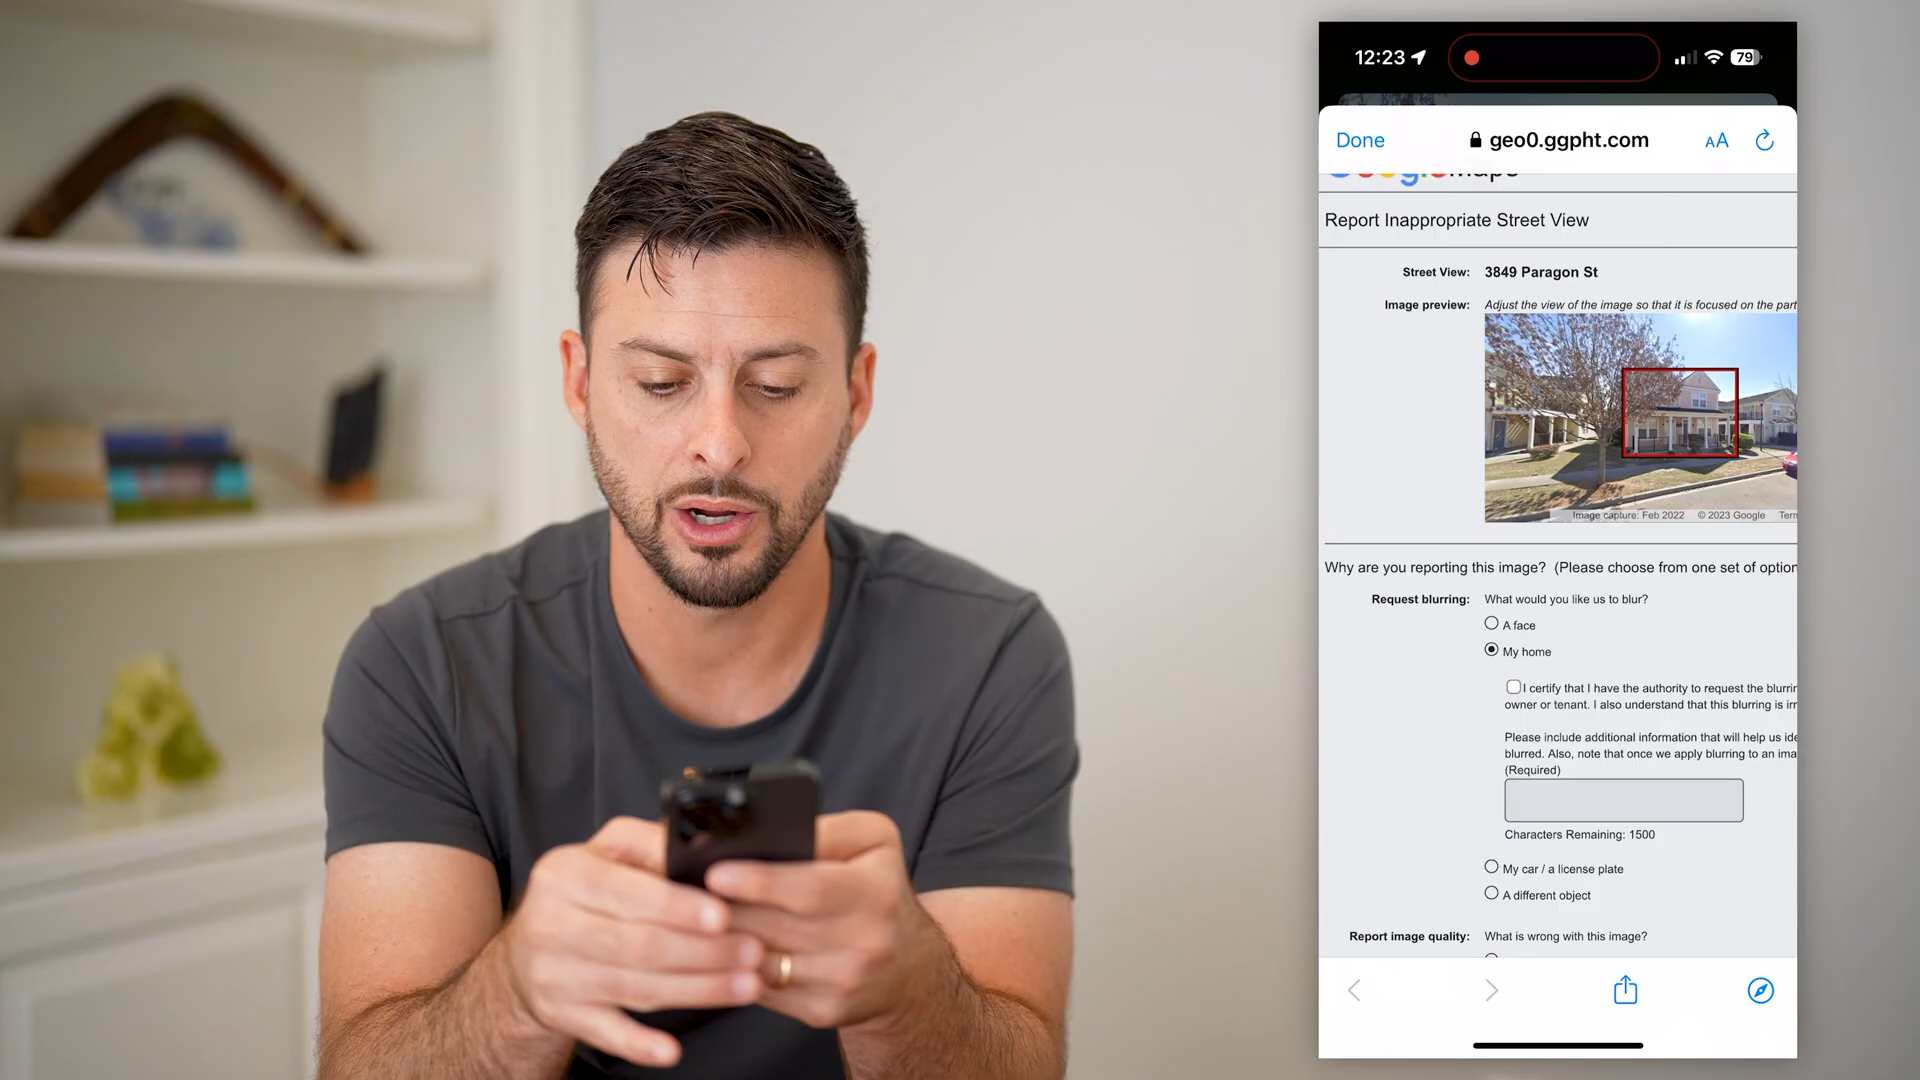 12:23
79
Done
geo0.ggpht.com
AA
Google Maps
Report Inappropriate Street View
Street View: 3849 Paragon St
Image preview: Adjust the view of the image so that it is focused on the part
Image capture: Feb 2022 © 2023 Google Term
Why are you reporting this image? (Please choose from one set of option
Request blurring: What would you like us to blur?
A face
My home
I certify that I have the authority to request the blurrin
owner or tenant. I also understand that this blurring is irr
Please include additional information that will help us ide
blurred. Also, note that once we apply blurring to an ima
(Required)
Characters Remaining: 1500
My car / a license plate
A different object
Report image quality: What is wrong with this image?